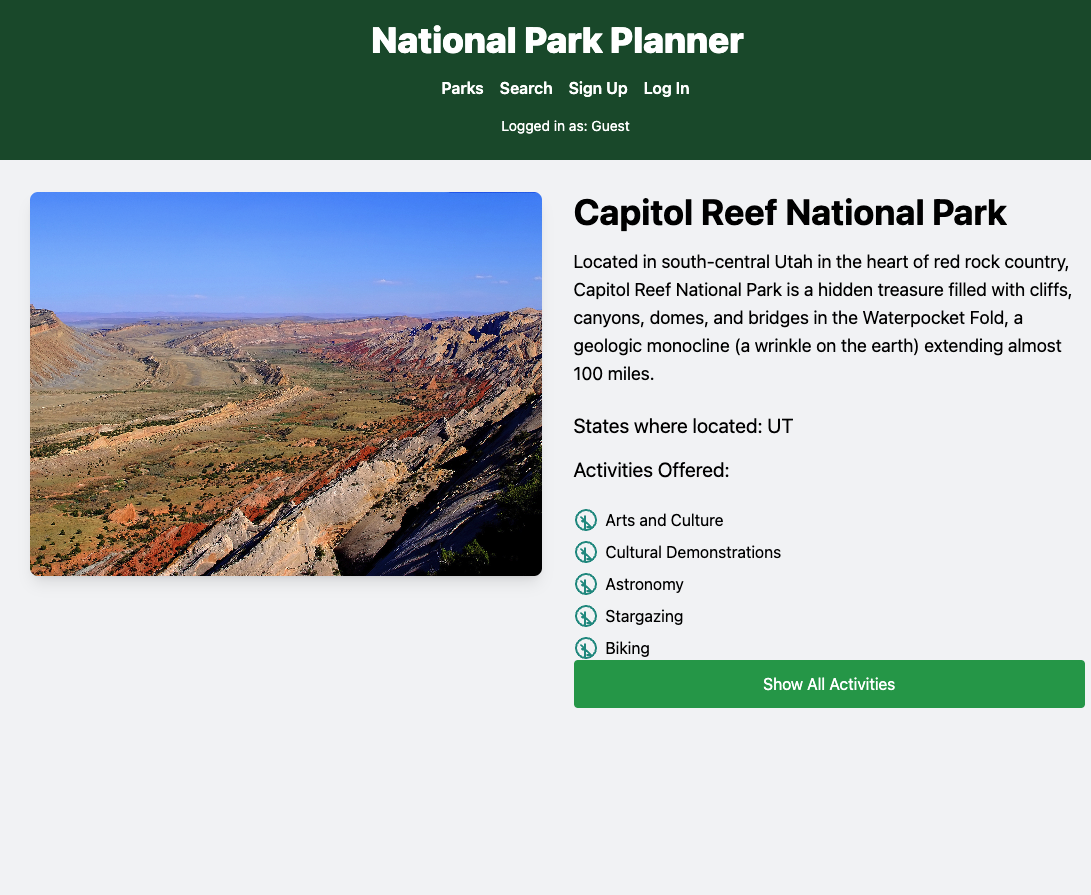 National Park Planner
Parks Search Sign Up Log In
Logged in as: Guest
Capitol Reef National Park
Located in south-central Utah in the heart of red rock country,
Capitol Reef National Park is a hidden treasure filled with cliffs,
canyons, domes, and bridges in the Waterpocket Fold, a
geologic monocline (a wrinkle on the earth) extending almost
100 miles.
States where located: UT
Activities Offered:
Arts and Culture
Cultural Demonstrations
Astronomy
Stargazing
Biking
Show All Activities